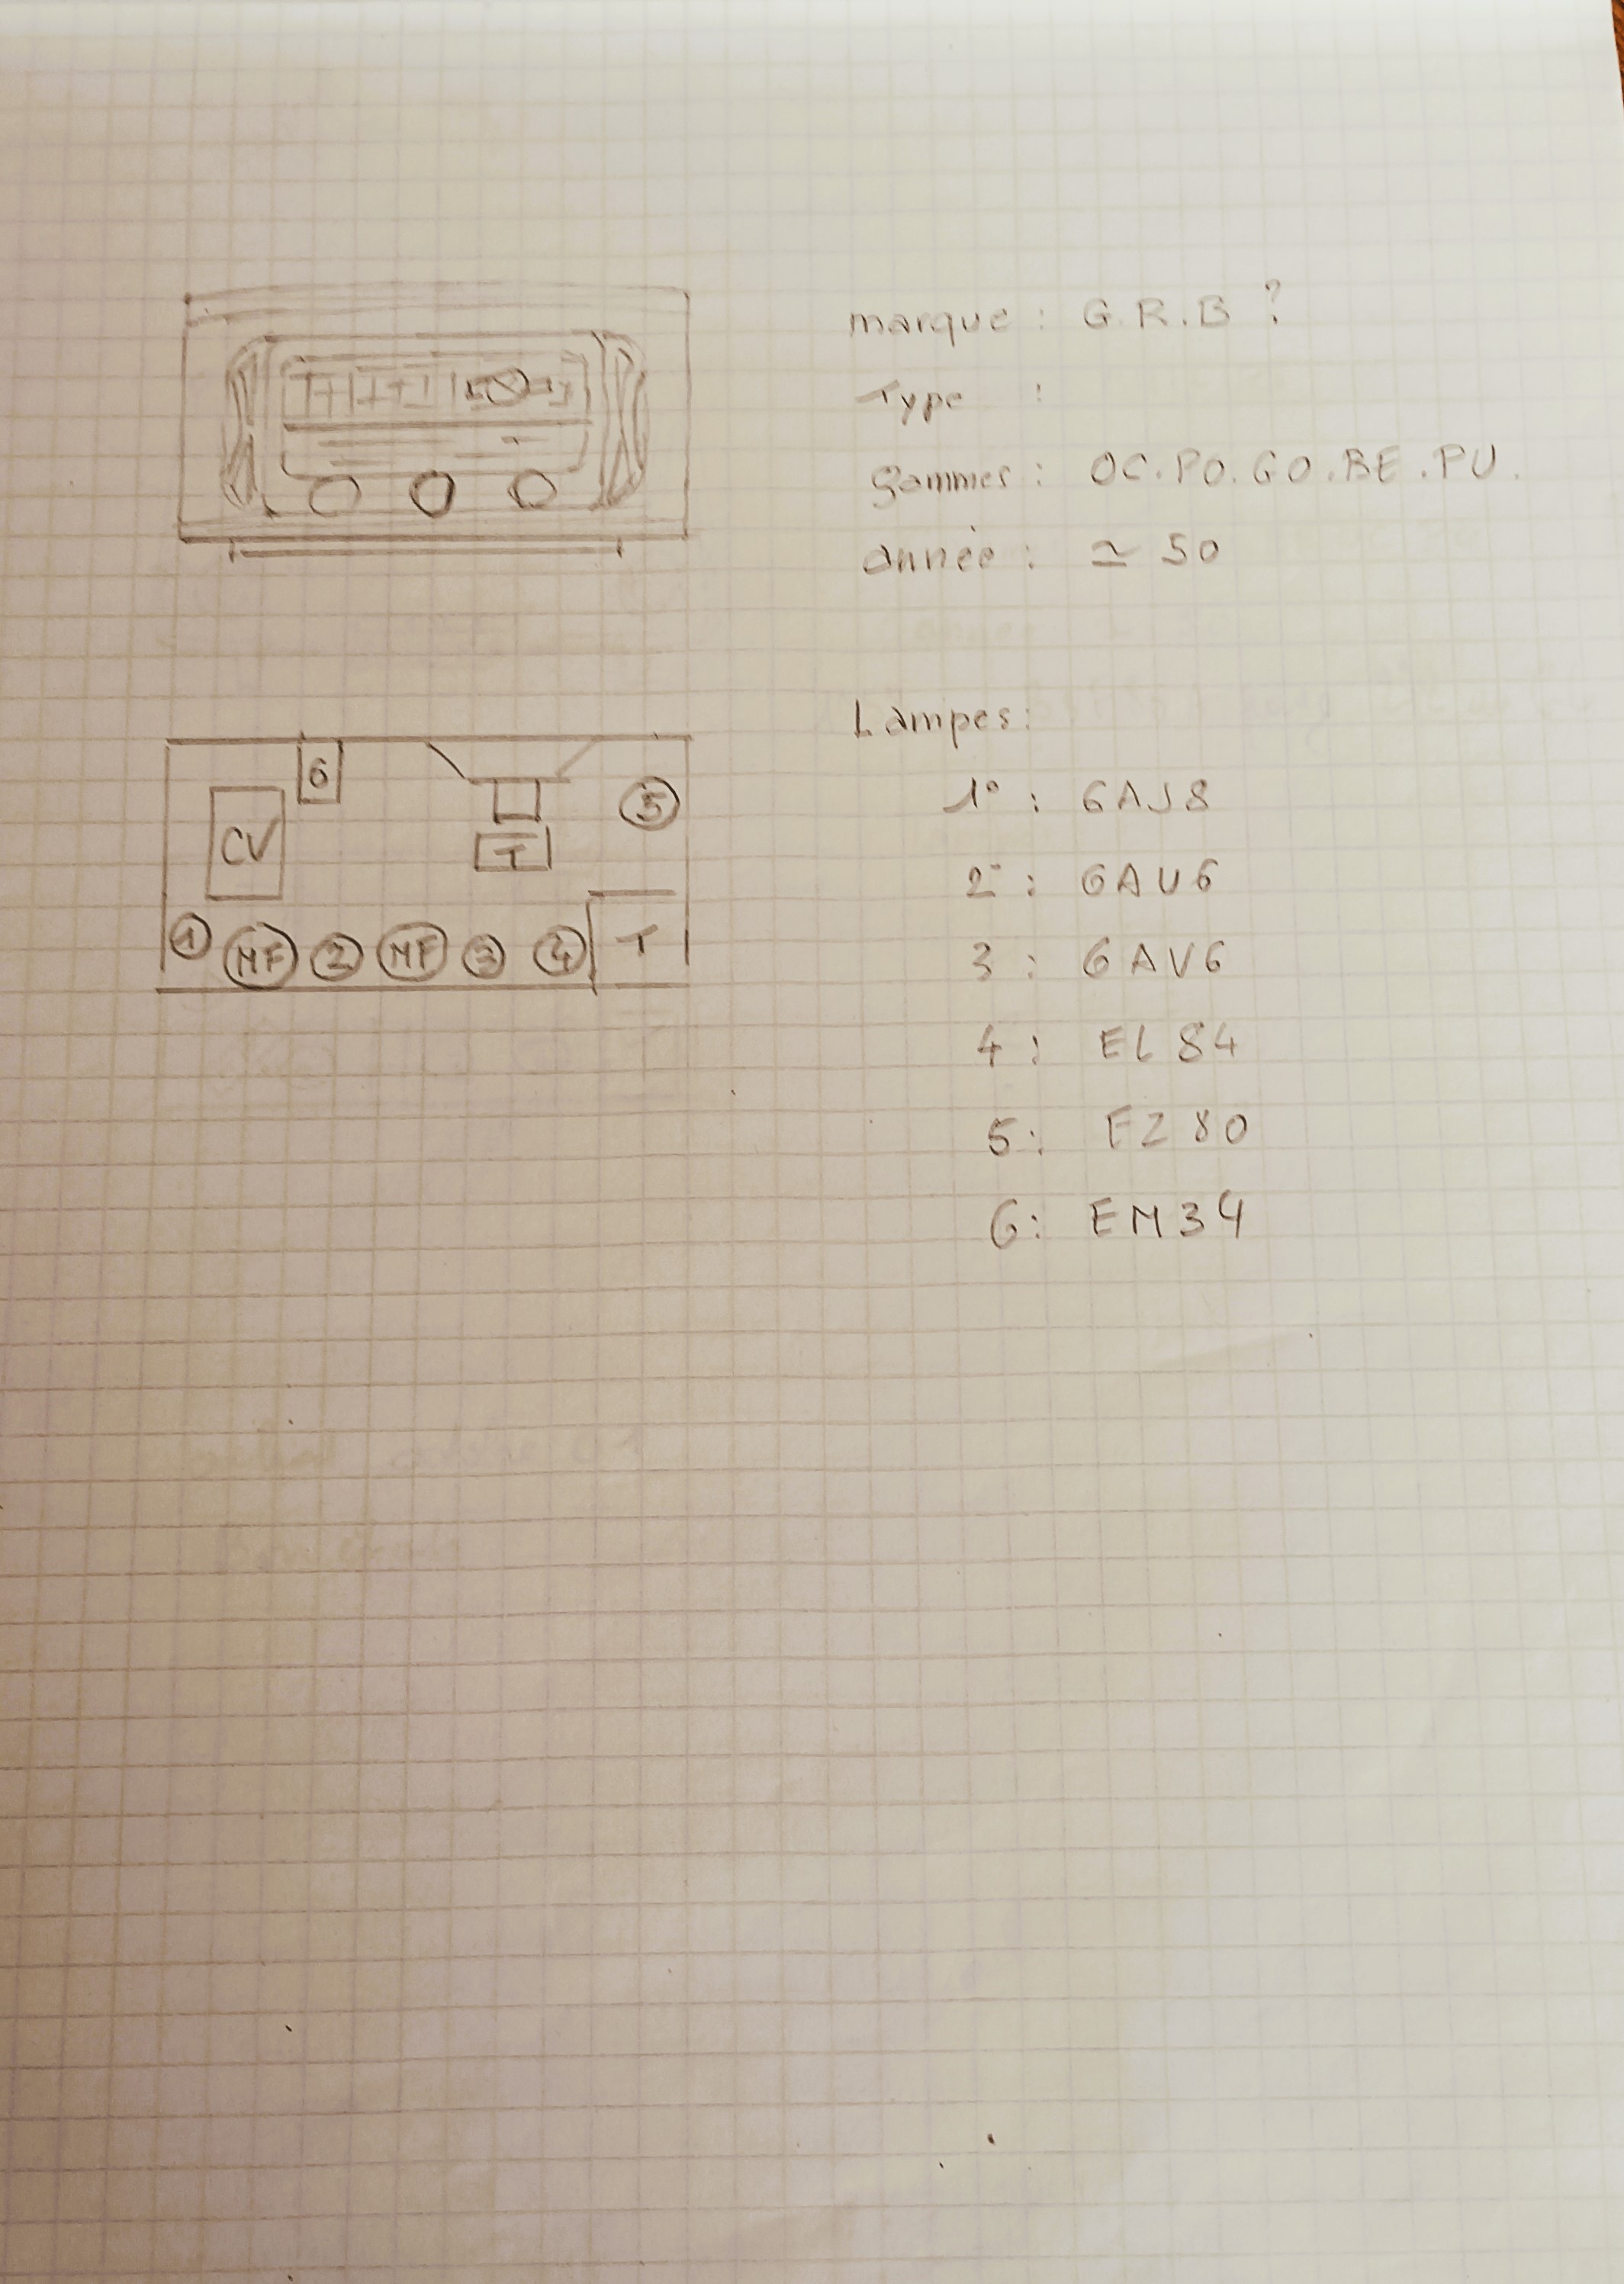 marque : G.R.B ?
Type :
gammes : OC.PO.GO.BE.PU.
année : ≃ 50
6
CV
T
5
1
MF
2
MF
3
4
T
Lampes:
1° : 6AJ8
2 : 6AU6
3 : 6AV6
4 : EL84
5: EZ80
6: EM34